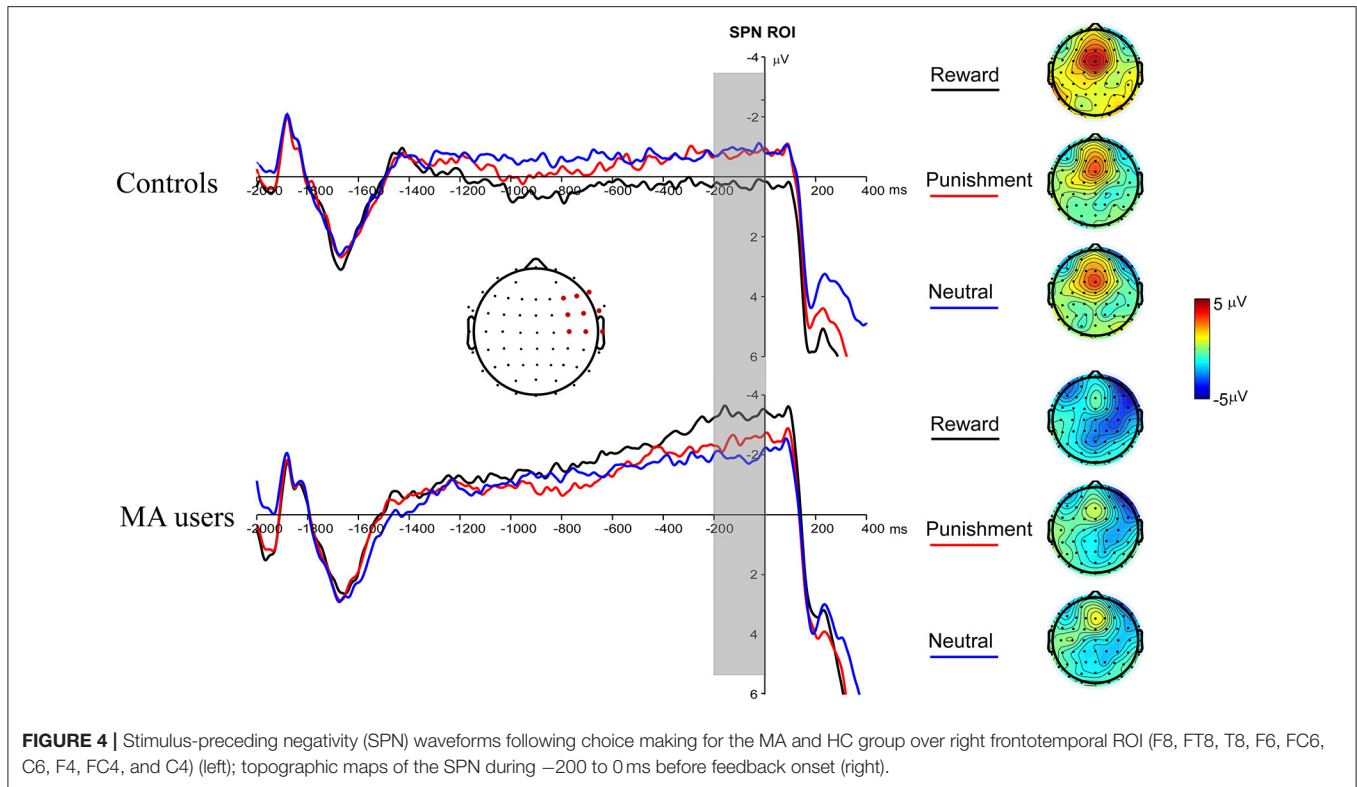 SPN ROI
-4
μV
-2
Controls
-2000
-1800
-1600
-1400
-1200
-1000
-800
-600
-400
-200
200
400 ms
2
4
6
-4
-2
MA users
-2000
-1800
-1600
-1400
-1200
-1000
-800
-600
-400
-200
200
400 ms
2
4
6
Reward
Punishment
Neutral
Reward
Punishment
Neutral
5 μV
-5μV
FIGURE 4 | Stimulus-preceding negativity (SPN) waveforms following choice making for the MA and HC group over right frontotemporal ROI (F8, FT8, T8, F6, FC6,
C6, F4, FC4, and C4) (left); topographic maps of the SPN during −200 to 0 ms before feedback onset (right).